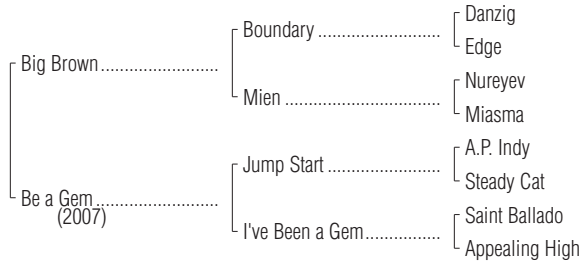 Danzig
Boundary ........................
Edge
Big Brown.......................
Nureyev
Mien ...............................
Miasma
A.P. Indy
Jump Start ......................
Steady Cat
Be a Gem........................
(2007)
Saint Ballado
I've Been a Gem...............
Appealing High